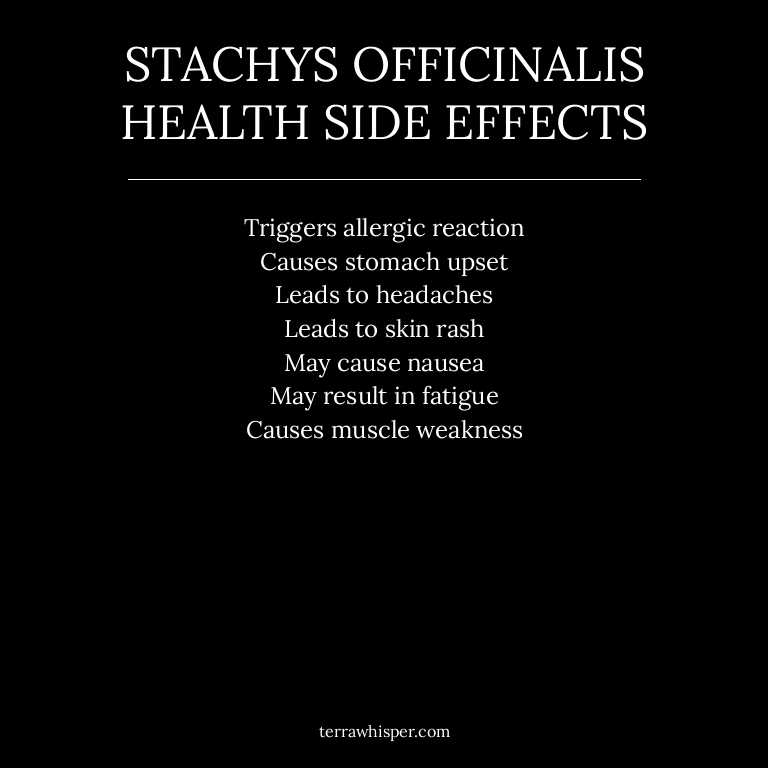 STACHYS OFFICINALIS
HEALTH SIDE EFFECTS
Triggers allergic reaction
Causes stomach upset
Leads to headaches
Leads to skin rash
May cause nausea
May result in fatigue
Causes muscle weakness
terrawhisper.com